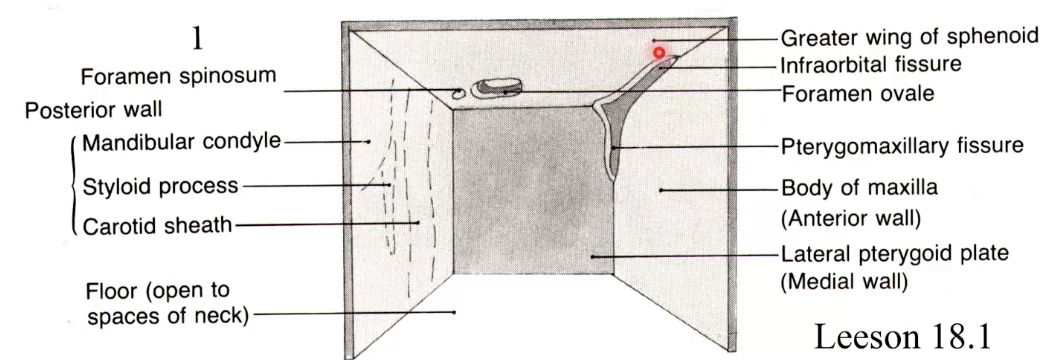 1
Foramen spinosum
Posterior wall
Mandibular condyle
Styloid process
Carotid sheath
Floor (open to
spaces of neck)
Greater wing of sphenoid
Infraorbital fissure
Foramen ovale
Pterygomaxillary fissure
Body of maxilla
(Anterior wall)
Lateral pterygoid plate
(Medial wall)
Leeson 18.1